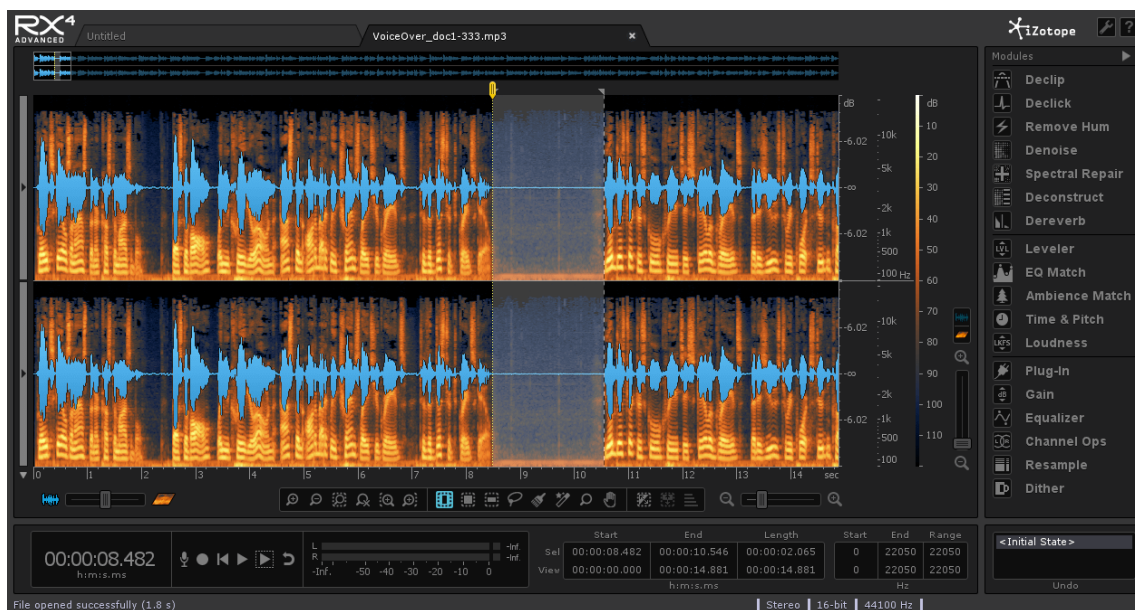 RX4
ADVANCED
Untitled
VoiceOver_doc1-333.mp3 ×
iZotope ?
Modules
Declip
Declick
Remove Hum
Denoise
Spectral Repair
Deconstruct
Dereverb
LVL Leveler
EQ Match
Ambience Match
Time & Pitch
LKFS Loudness
Plug-In
dB Gain
Equalizer
Channel Ops
Resample
Dither
dB dB
-6.02 -10k 10
-5k 20
-∞ 30
-2k
-6.02 -1k 40
-500 50
-100 Hz 60
70
-6.02 -10k 80
-5k 90
-∞
-2k 100
-6.02 -1k
-500 110
-100
0 1 2 3 4 5 6 7 8 9 10 11 12 13 14 sec
00:00:08.482
h:m:s.ms
L -Inf.
R -Inf.
-Inf. -50 -40 -30 -20 -10 0
Start End Length Start End Range
Sel 00:00:08.482 00:00:10.546 00:00:02.065 0 22050 22050
View 00:00:00.000 00:00:14.881 00:00:14.881 0 22050 22050
h:m:s.ms Hz
<Initial State>
Undo
File opened successfully (1.8 s)
Stereo 16-bit 44100 Hz